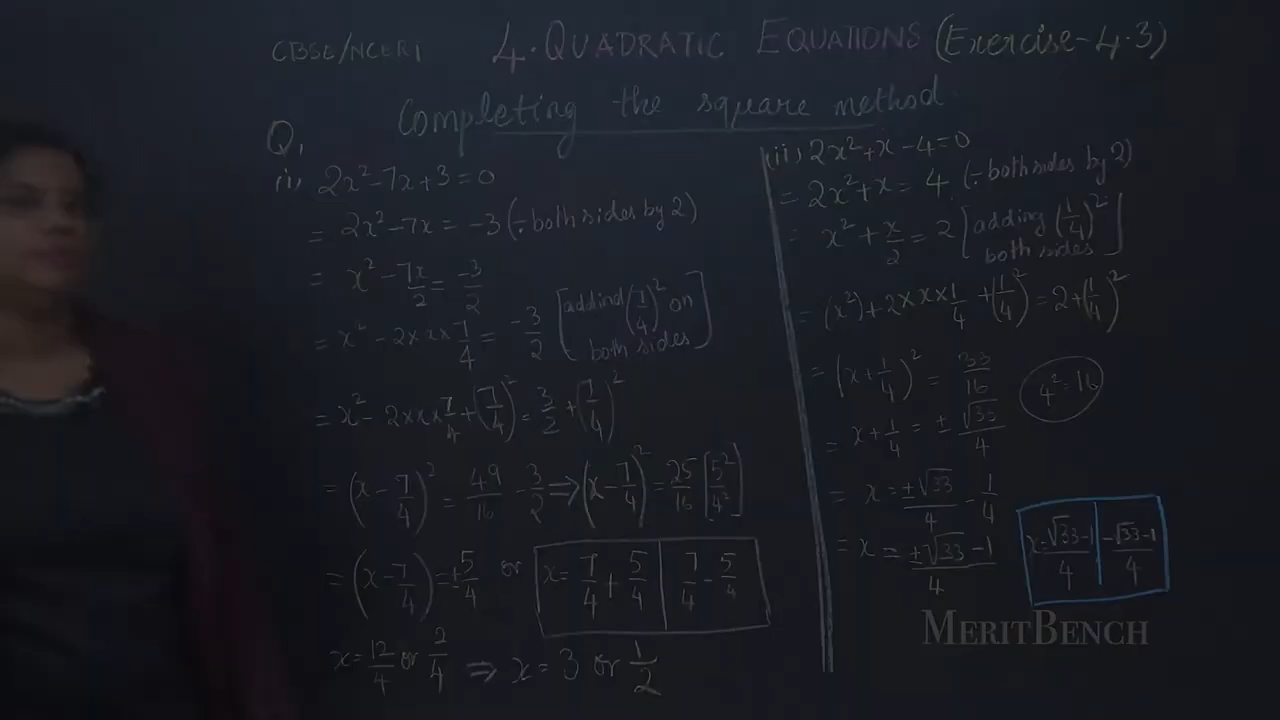 CBSE/NCERT 4. QUADRATIC EQUATIONS (Exercise-4.3)
Completing the square method
Q1
(i) 2x²-7x+3=0
= 2x²-7x = -3 (÷ both sides by 2)
= x² - 7x/2 = -3/2
= x² - 2×x×7/4 = -3/2 [addind (7/4)² on both sides]
= x² - 2×x×7/4 + (7/4)² = 3/2 + (7/4)²
= (x - 7/4)² = 49/16 - 3/2 ⇒ (x - 7/4)² = 25/16 [5²/4²]
= (x - 7/4) = ±5/4 or x = 7/4 + 5/4 | 7/4 - 5/4
x = 12/4 or 2/4 ⇒ x = 3 or 1/2
(ii) 2x²+x-4=0
= 2x²+x = 4 (÷ both sides by 2)
= x² + x/2 = 2 [adding (1/4)² both sides]
= (x²) + 2×x×1/4 + (1/4)² = 2 + (1/4)²
= (x + 1/4)² = 33/16 4²=16
= x + 1/4 = ± √33/4
= x = ±√33/4 - 1/4
= x = ±√33 - 1/4
x = √33-1/4 | -√33-1/4
MERITBENCH